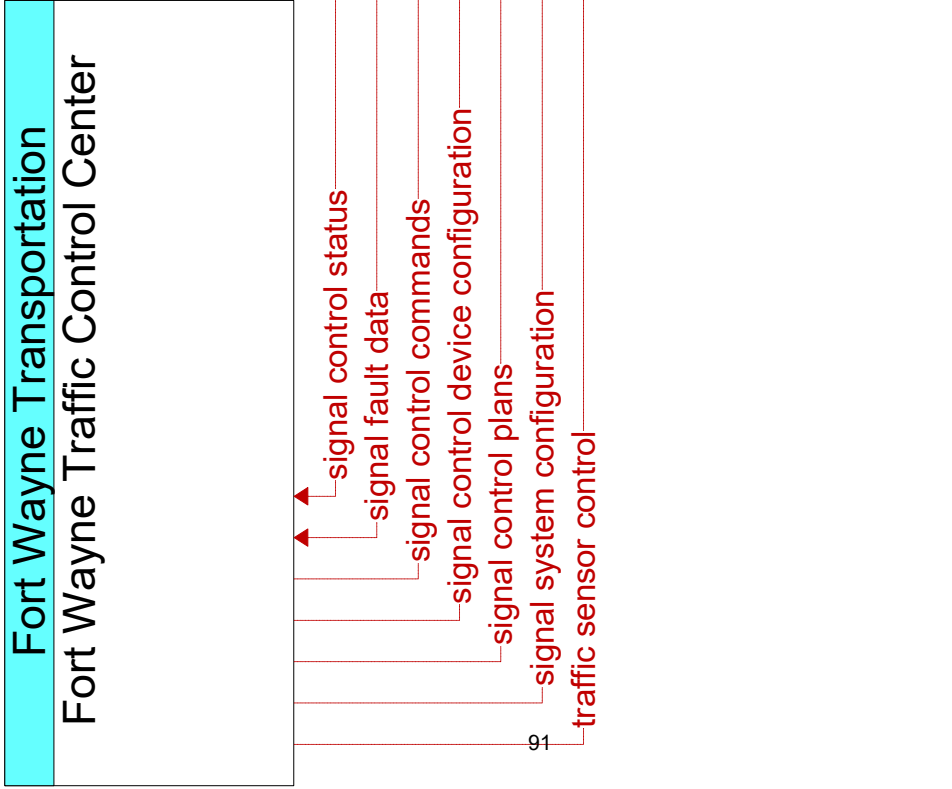 Fort Wayne Transportation
Fort Wayne Traffic Control Center
signal control status
signal fault data
signal control commands
signal control device configuration
signal control plans
signal system configuration
traffic sensor control
91